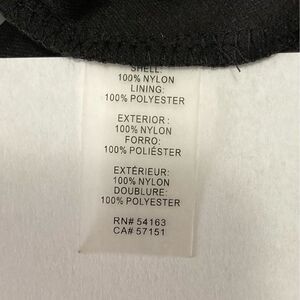 SHELL:
100% NYLON
LINING:
100% POLYESTER
EXTERIOR:
100% NYLON
FORRO:
100% POLIÉSTER
EXTÉRIEUR:
100% NYLON
DOUBLURE:
100% POLYESTER
RN# 54163
CA# 57151